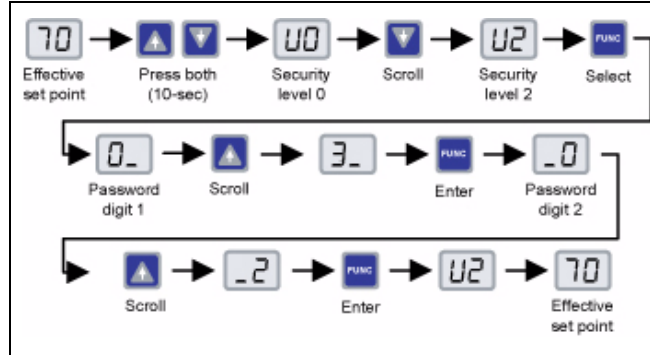 70
U0
U2
FUNC
Effective set point
Press both (10-sec)
Security level 0
Scroll
Security level 2
Select
0_
3_
FUNC
_0
Password digit 1
Scroll
Enter
Password digit 2
_2
FUNC
U2
70
Scroll
Enter
Effective set point